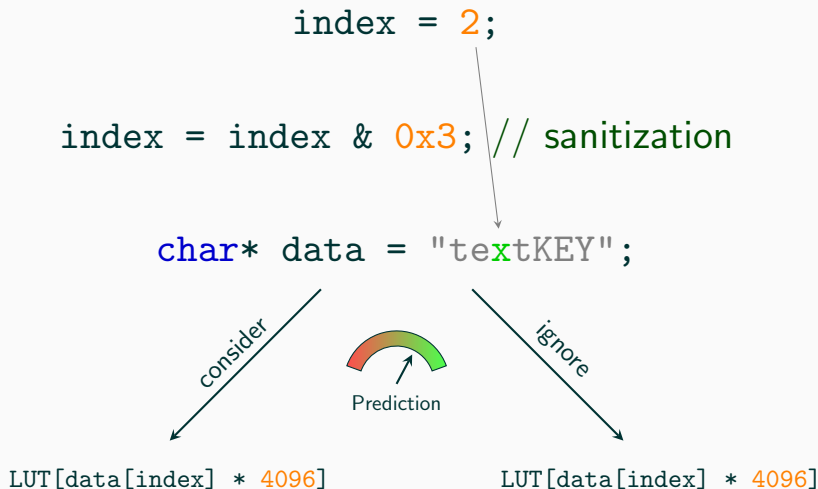 index = 2;
index = index & 0x3; // sanitization
char* data = "textKEY";
consider
ignore
Prediction
LUT[data[index] * 4096]
LUT[data[index] * 4096]